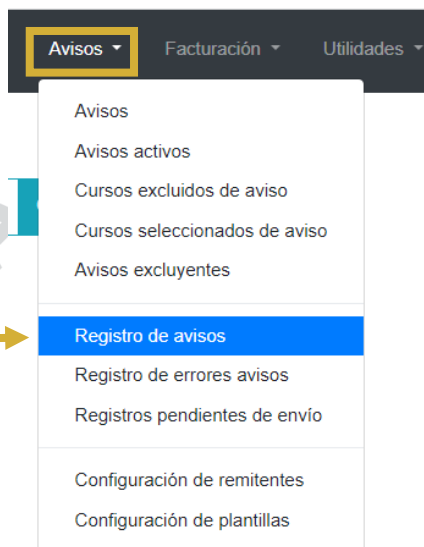 Avisos Facturación Utilidades
Avisos
Avisos activos
Cursos excluidos de aviso
Cursos seleccionados de aviso
Avisos excluyentes
Registro de avisos
Registro de errores avisos
Registros pendientes de envío
Configuración de remitentes
Configuración de plantillas